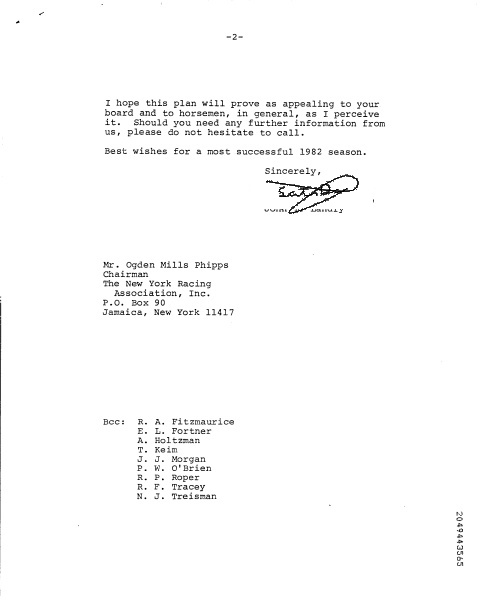 -2-
I hope this plan will prove as appealing to your
board and to horsemen, in general, as I perceive
it. Should you need any further information from
us, please do not hesitate to call.
Best wishes for a most successful 1982 season.
Sincerely,
Mr. Ogden Mills Phipps
Chairman
The New York Racing
Association, Inc.
P.O. Box 90
Jamaica, New York 11417
Bcc: R. A. Fitzmaurice
E. L. Fortner
A. Holtzman
T. Keim
J. J. Morgan
P. W. O'Brien
R. P. Roper
R. F. Tracey
N. J. Treisman
2049443565